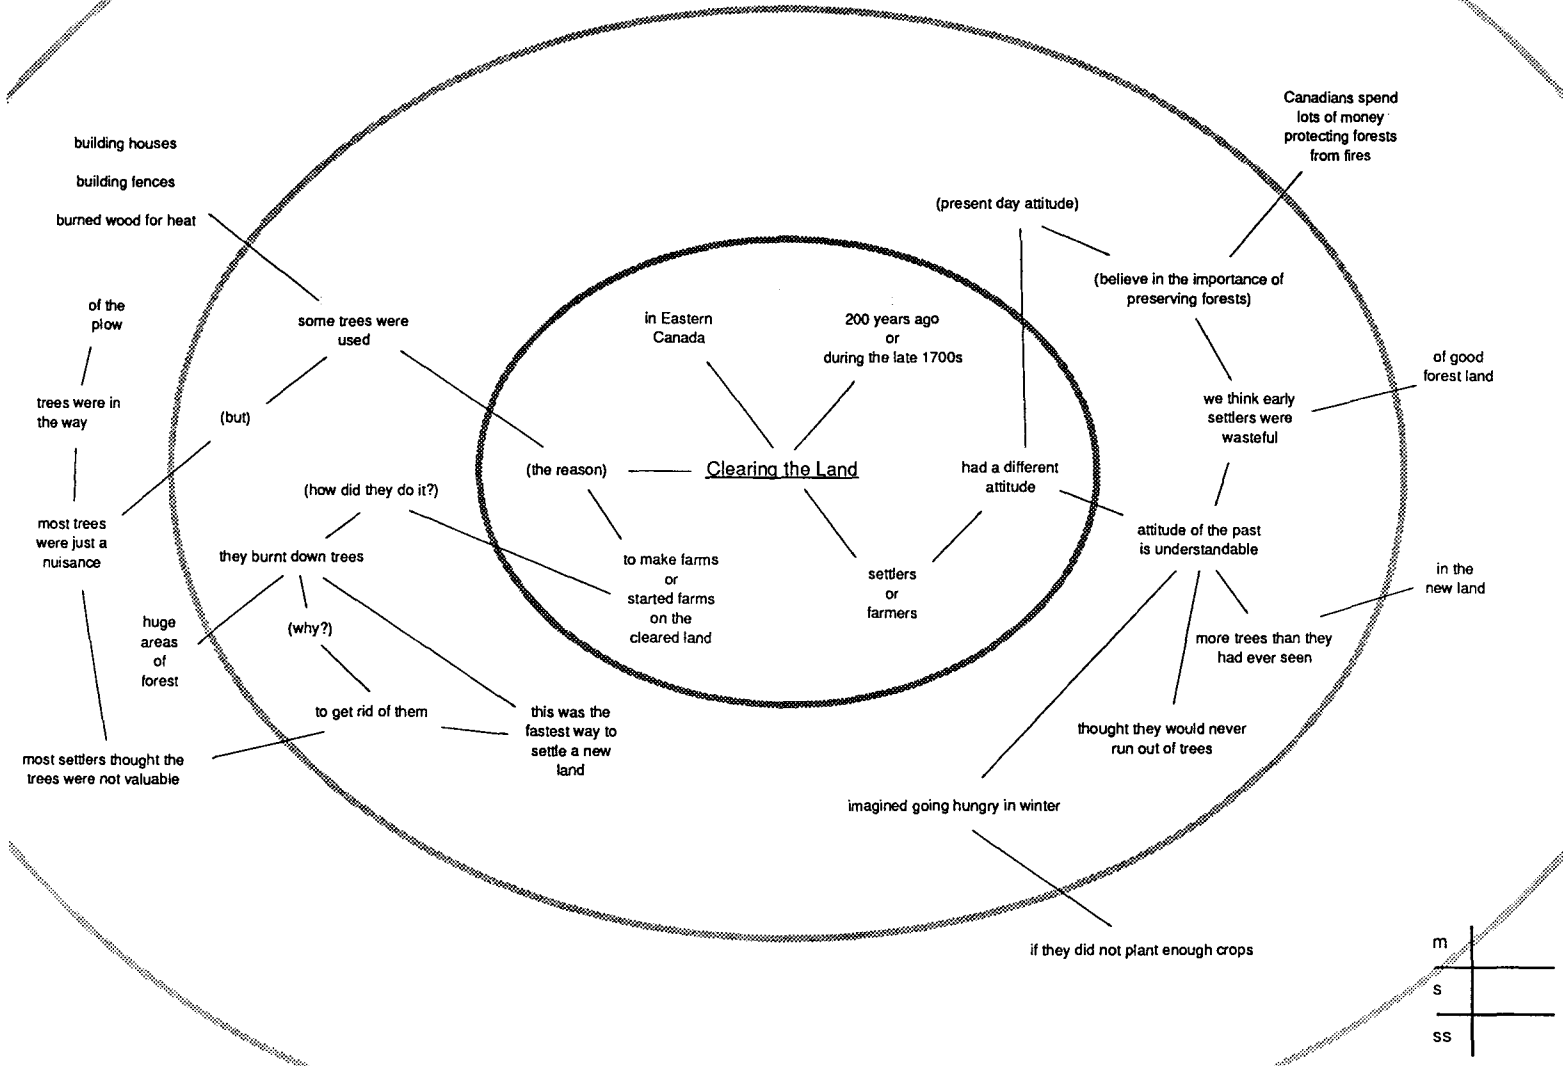 Canadians spend
lots of money
protecting forests
from fires
building houses
building fences
burned wood for heat
(present day attitude)
(believe in the importance of
preserving forests)
of the
plow
some trees were
used
in Eastern
Canada
200 years ago
or
during the late 1700s
of good
forest land
trees were in
the way
(but)
we think early
settlers were
wasteful
(the reason)
Clearing the Land
had a different
attitude
(how did they do it?)
most trees
were just a
nuisance
they burnt down trees
attitude of the past
is understandable
to make farms
or
started farms
on the
cleared land
settlers
or
farmers
in the
new land
huge
areas
of
forest
(why?)
more trees than they
had ever seen
to get rid of them
this was the
fastest way to
settle a new
land
thought they would never
run out of trees
most settlers thought the
trees were not valuable
imagined going hungry in winter
if they did not plant enough crops
m
s
ss